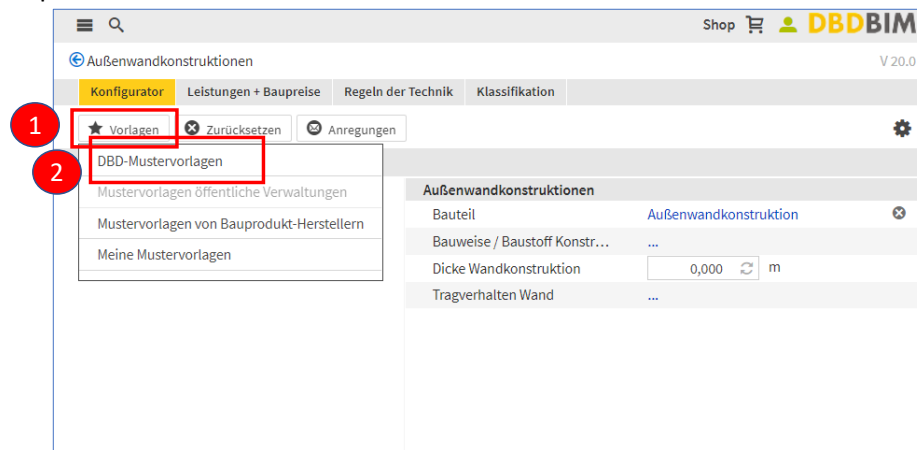 Shop DBDBIM
Außenwandkonstruktionen V 20.0
Konfigurator Leistungen + Baupreise Regeln der Technik Klassifikation
1 Vorlagen Zurücksetzen Anregungen
2 DBD-Mustervorlagen
Mustervorlagen öffentliche Verwaltungen Außenwandkonstruktionen
Bauteil Außenwandkonstruktion
Mustervorlagen von Bauprodukt-Herstellern
Bauweise / Baustoff Konstr... ...
Meine Mustervorlagen
Dicke Wandkonstruktion 0,000 m
Tragverhalten Wand ...